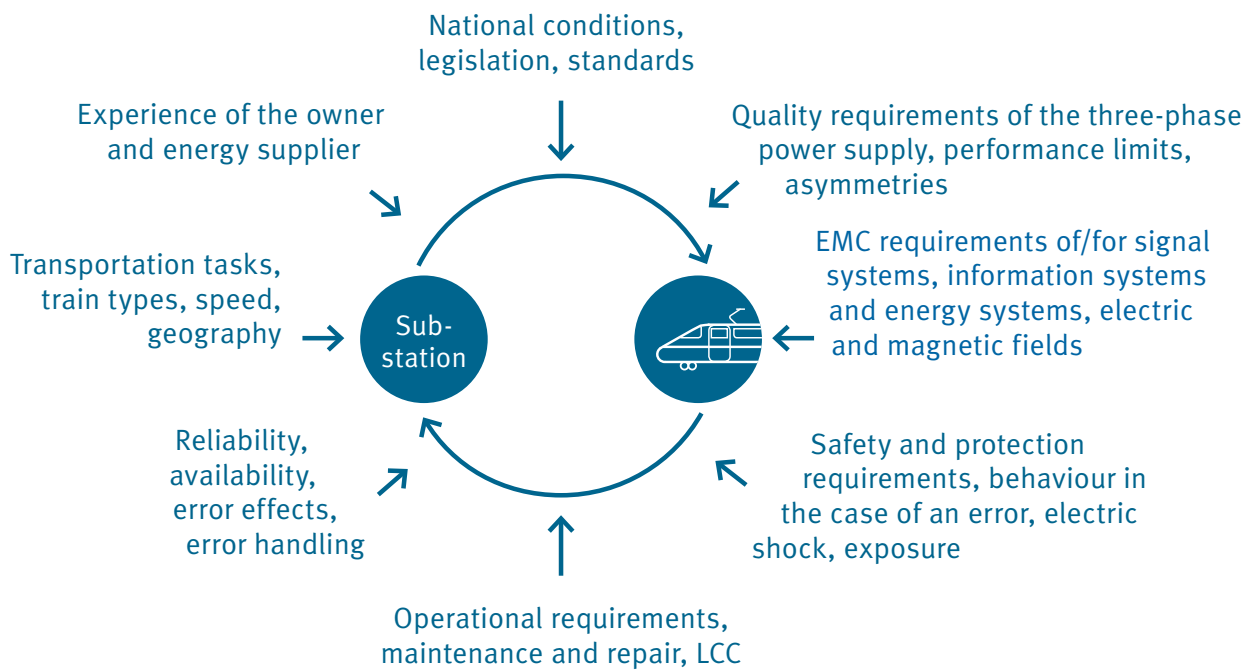 National conditions,
legislation, standards
Experience of the owner
and energy supplier
Quality requirements of the three-phase
power supply, performance limits,
asymmetries
Transportation tasks,
train types, speed,
geography
Sub-
station
EMC requirements of/for signal
systems, information systems
and energy systems, electric
and magnetic fields
Reliability,
availability,
error effects,
error handling
Safety and protection
requirements, behaviour in
the case of an error, electric
shock, exposure
Operational requirements,
maintenance and repair, LCC